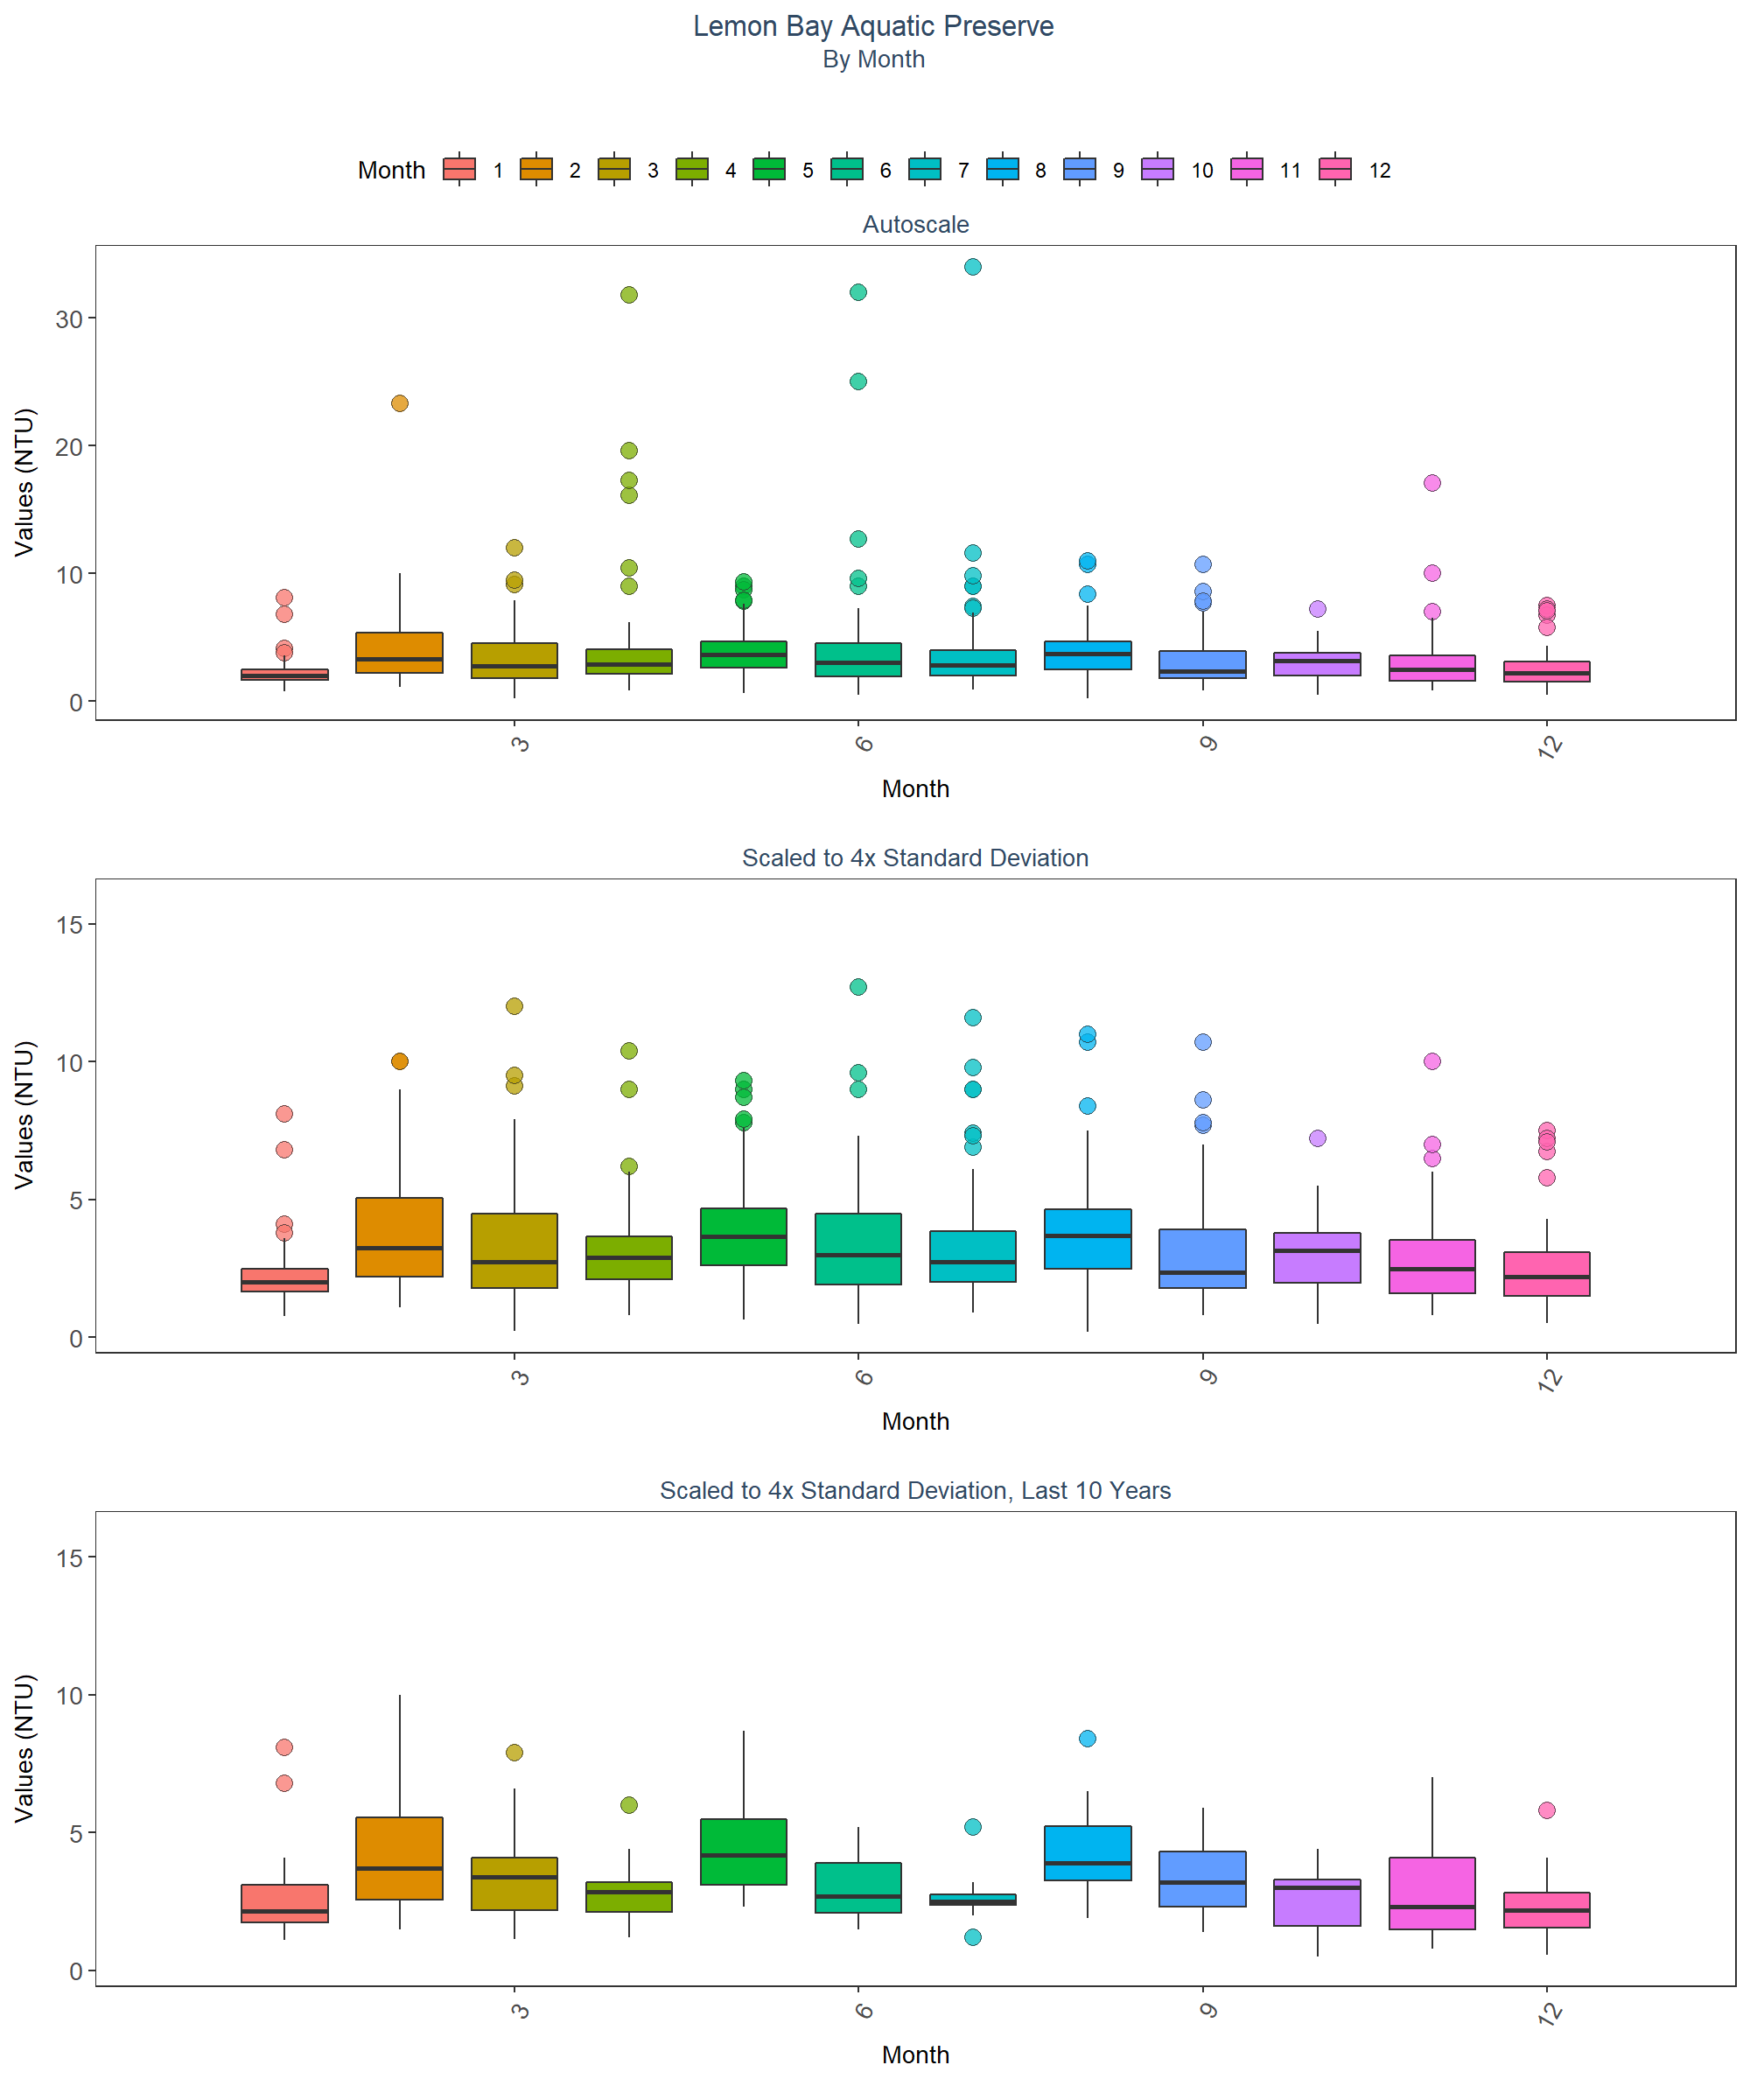 Lemon Bay Aquatic Preserve
By Month
Month 1 2 3 4 5 6 7 8 9 10 11 12
Autoscale
Values (NTU)
30
20
10
0
3 6 9 12
Month
Scaled to 4x Standard Deviation
Values (NTU)
15
10
5
0
3 6 9 12
Month
Scaled to 4x Standard Deviation, Last 10 Years
Values (NTU)
15
10
5
0
3 6 9 12
Month